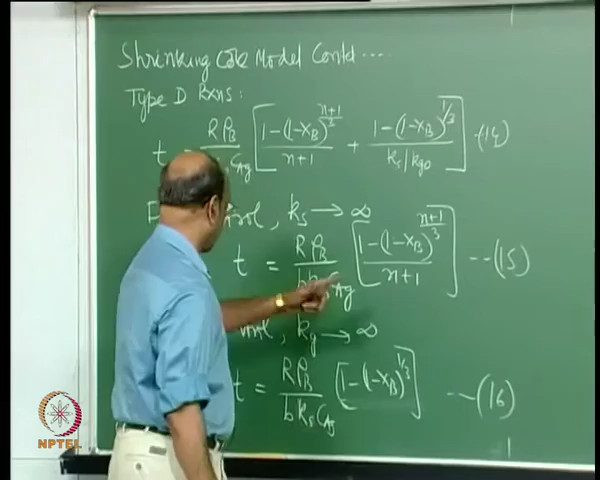 Shrinking Core Model Contd ....
Type D Rxns :
t = RρB / CAg [ 1-(1-xB)^(n+1)/3 / n+1 + 1-(1-xB)^1/3 / ks/kg0 ] --(14)
ks → ∞
t = RρB / b CAg [ 1-(1-xB)^(n+1)/3 / n+1 ] --(15)
kg → ∞
t = RρB / b ks CAg [ 1-(1-xB)^1/3 ] --(16)
NPTEL